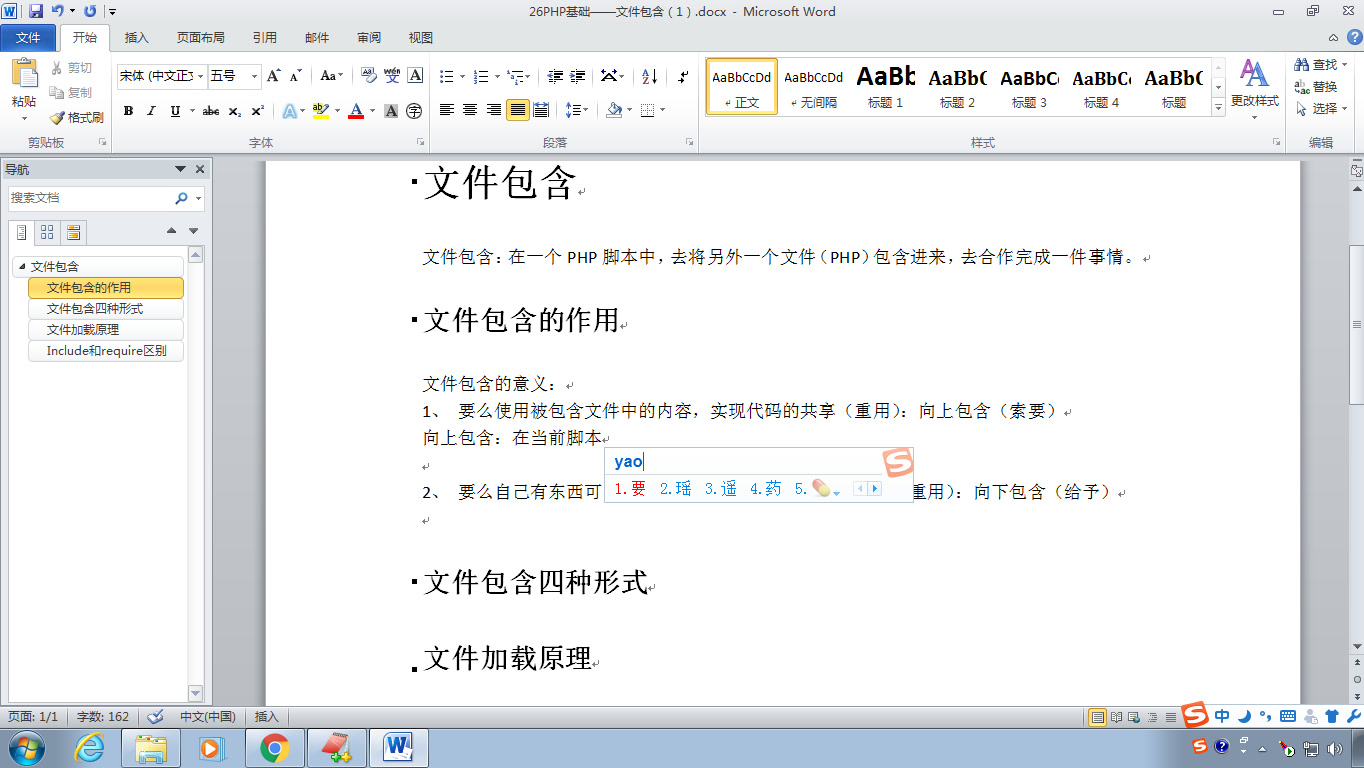 26PHP基础——文件包含（1）.docx - Microsoft Word
文件 开始 插入 页面布局 引用 邮件 审阅 视图
粘贴 剪切 复制 格式刷
宋体 (中文正文 五号
AaBbCcDd AaBbCcDd AaBb AaBbC AaBbC AaBbC AaBbC
正文 无间隔 标题 1 标题 2 标题 3 标题 4 标题
更改样式
查找 替换 选择
剪贴板 字体 段落 样式 编辑
导航
搜索文档
文件包含
文件包含的作用
文件包含四种形式
文件加载原理
Include和require区别
文件包含
文件包含：在一个 PHP 脚本中，去将另外一个文件（PHP）包含进来，去合作完成一件事情。
文件包含的作用
文件包含的意义：
1、 要么使用被包含文件中的内容，实现代码的共享（重用）：向上包含（索要）
向上包含：在当前脚本
yao
1.要 2.瑶 3.遥 4.药 5.
2、 要么自己有东西可 重用）：向下包含（给予）
文件包含四种形式
文件加载原理
页面: 1/1 字数: 162 中文(中国) 插入
中